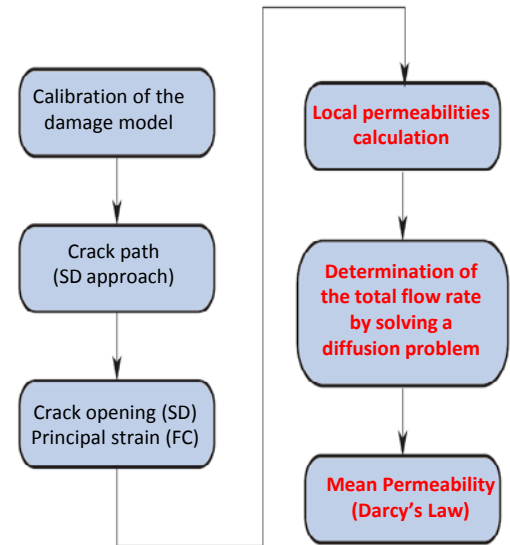 Calibration of the
damage model
Crack path
(SD approach)
Crack opening (SD)
Principal strain (FC)
Local permeabilities
calculation
Determination of
the total flow rate
by solving a
diffusion problem
Mean Permeability
(Darcy's Law)